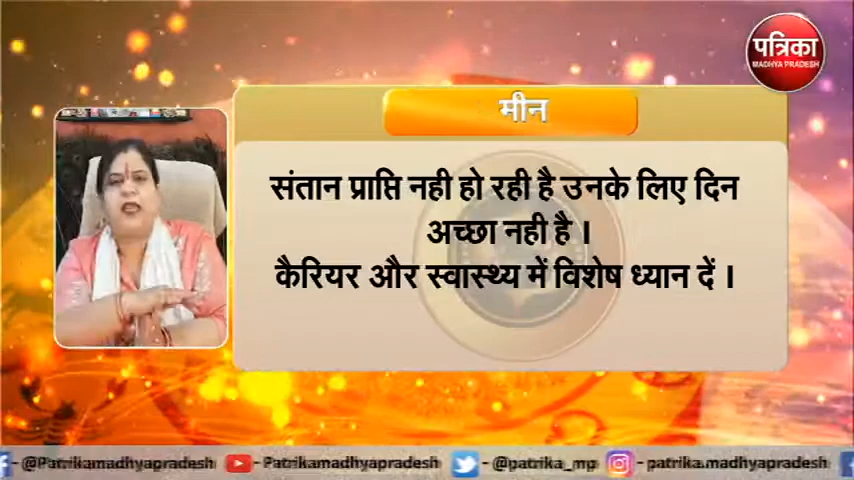 पत्रिका
MADHYA PRADESH
मीन
संतान प्राप्ति नही हो रही है उनके लिए दिन
अच्छा नही है ।
कैरियर और स्वास्थ्य में विशेष ध्यान दें ।
- @Patrikamadhyapradesh - Patrikamadhyapradesh - @patrika_mp - patrika.madhyapradesh